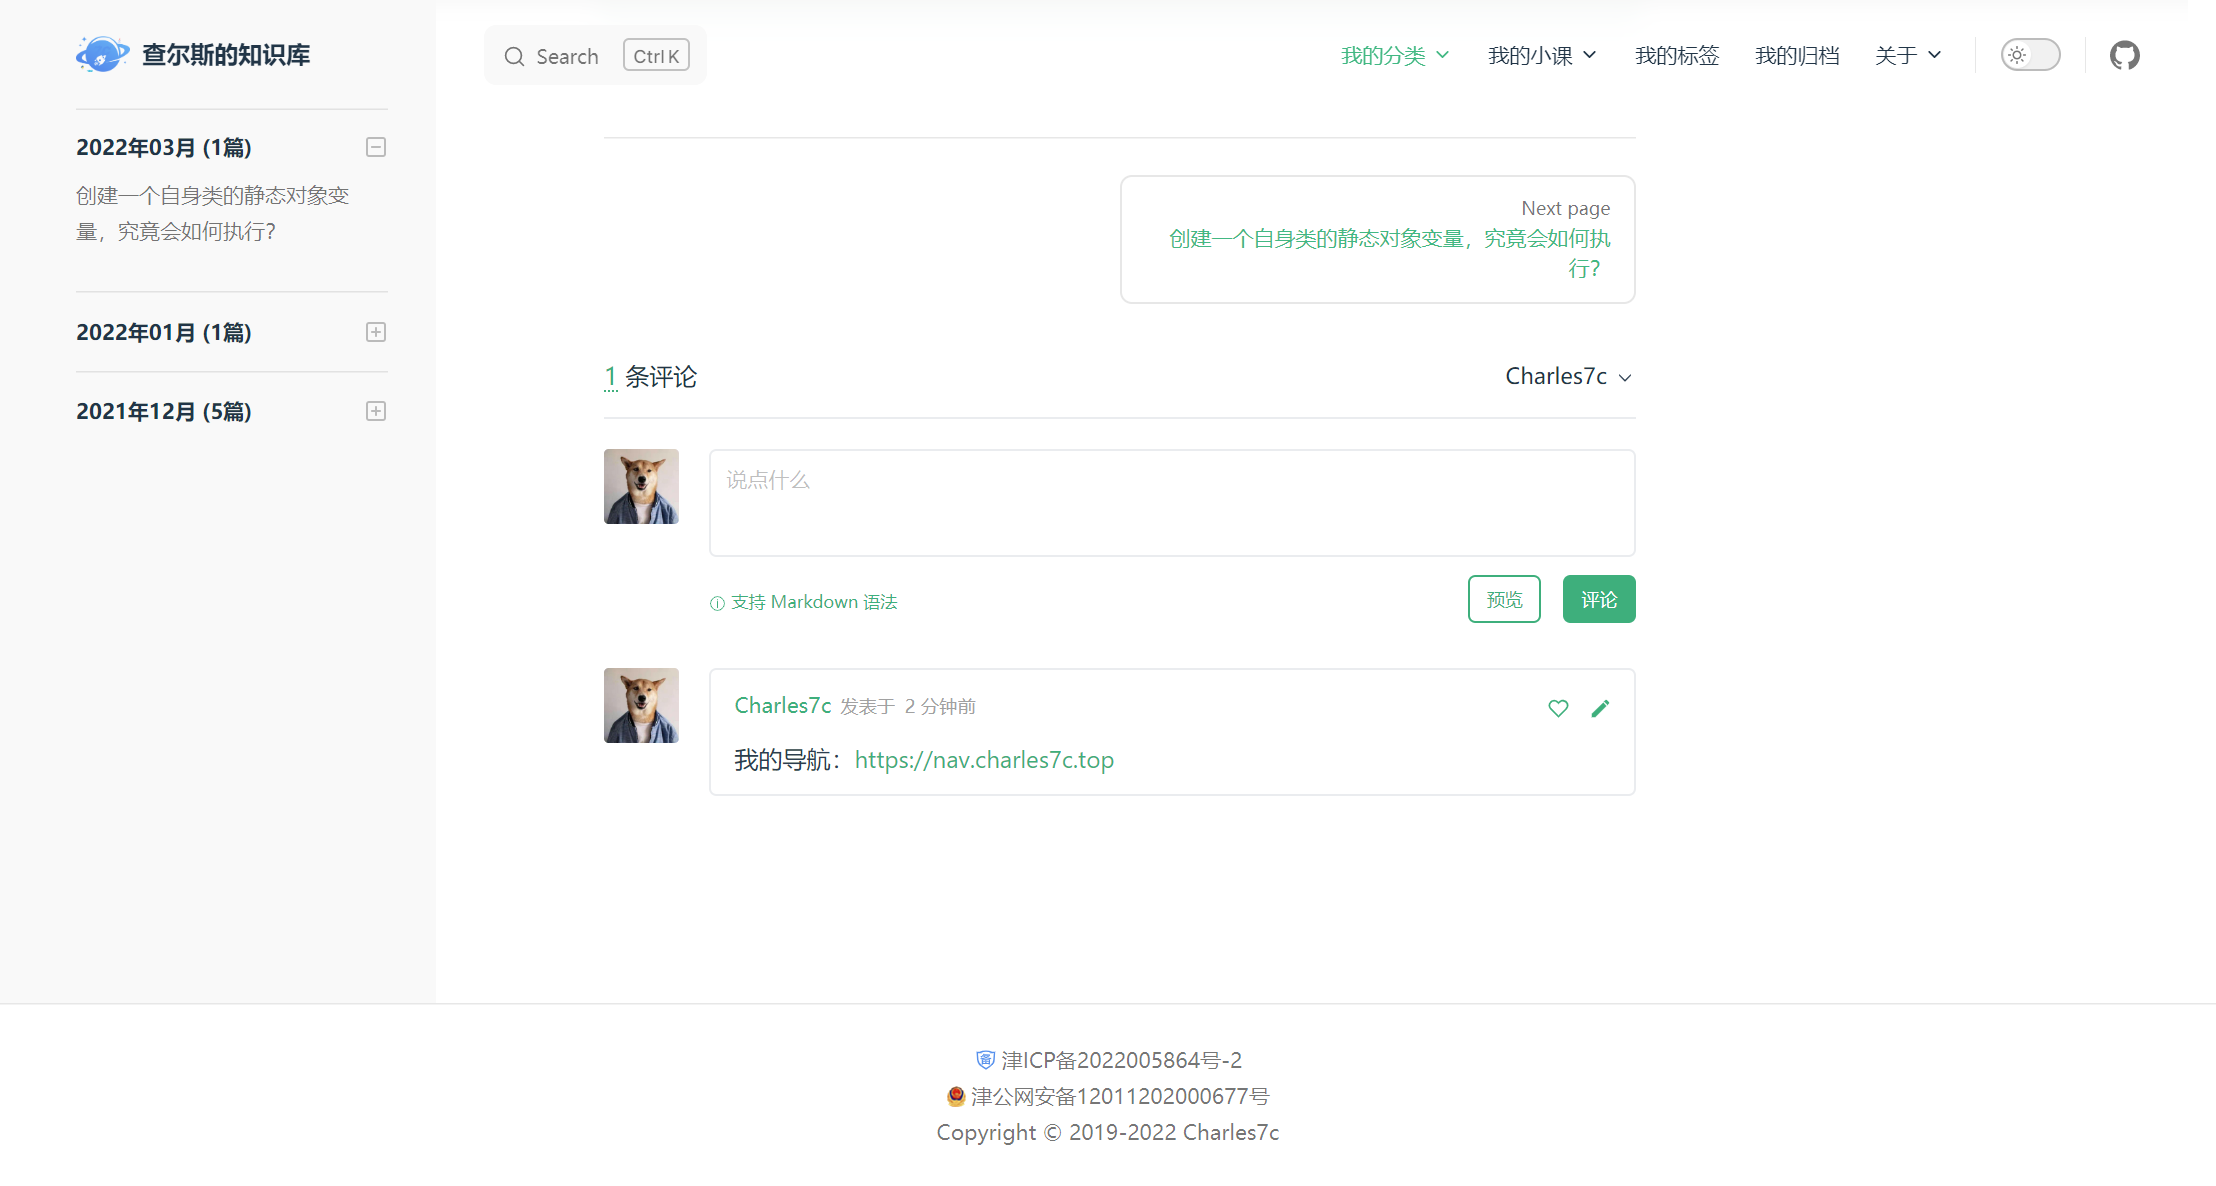 查尔斯的知识库
Search
Ctrl K
我的分类
我的小课
我的标签
我的归档
关于
2022年03月 (1篇)
创建一个自身类的静态对象变
量，究竟会如何执行？
2022年01月 (1篇)
2021年12月 (5篇)
Next page
创建一个自身类的静态对象变量，究竟会如何执
行？
1 条评论
Charles7c
说点什么
支持 Markdown 语法
预览
评论
Charles7c 发表于 2 分钟前
我的导航：https://nav.charles7c.top
津ICP备2022005864号-2
津公网安备12011202000677号
Copyright © 2019-2022 Charles7c